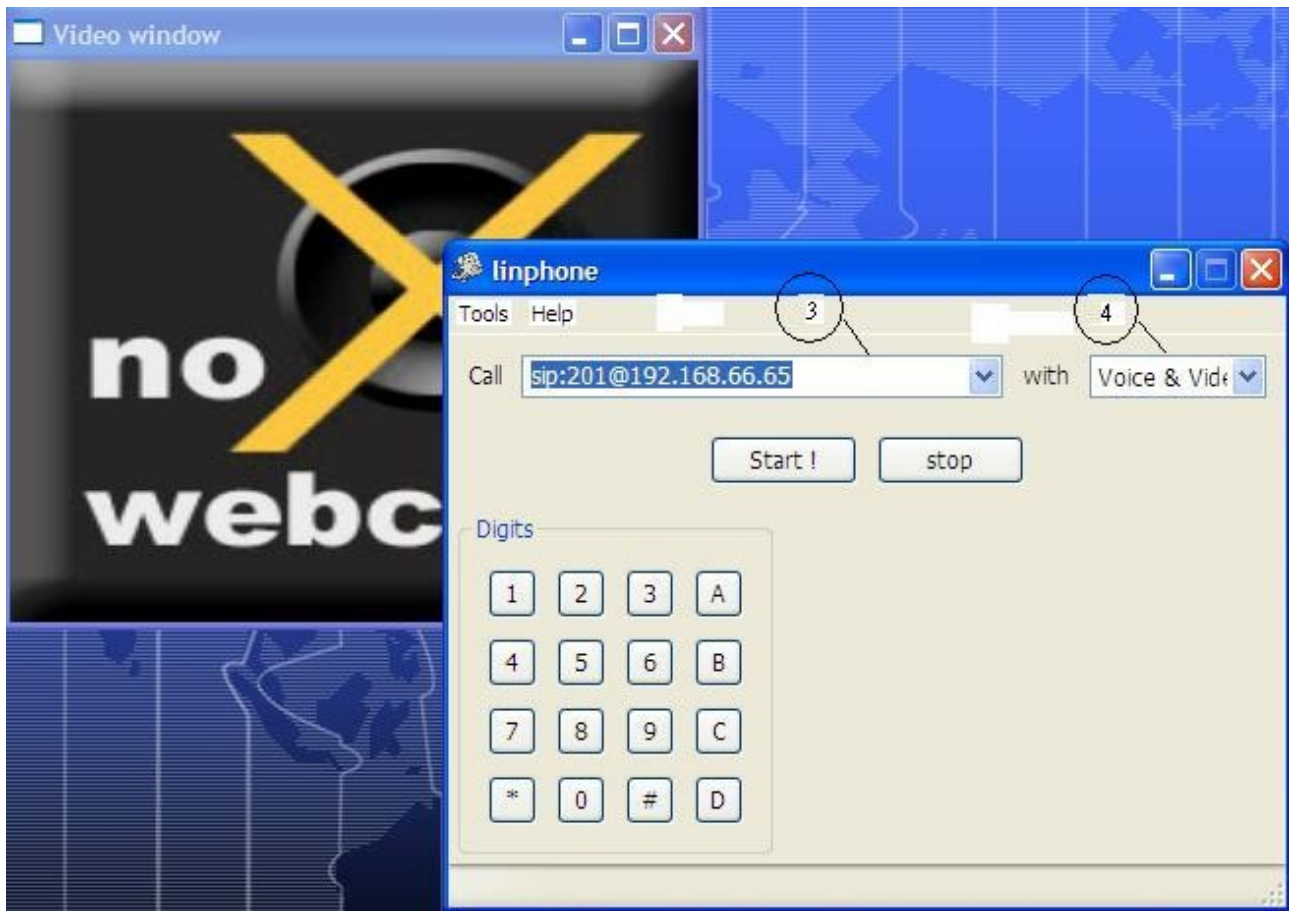 Video window
no
webc
linphone
Tools Help 3 4
Call sip:201@192.168.66.65 with Voice & Vide
Start ! stop
Digits
1 2 3 A
4 5 6 B
7 8 9 C
* 0 # D